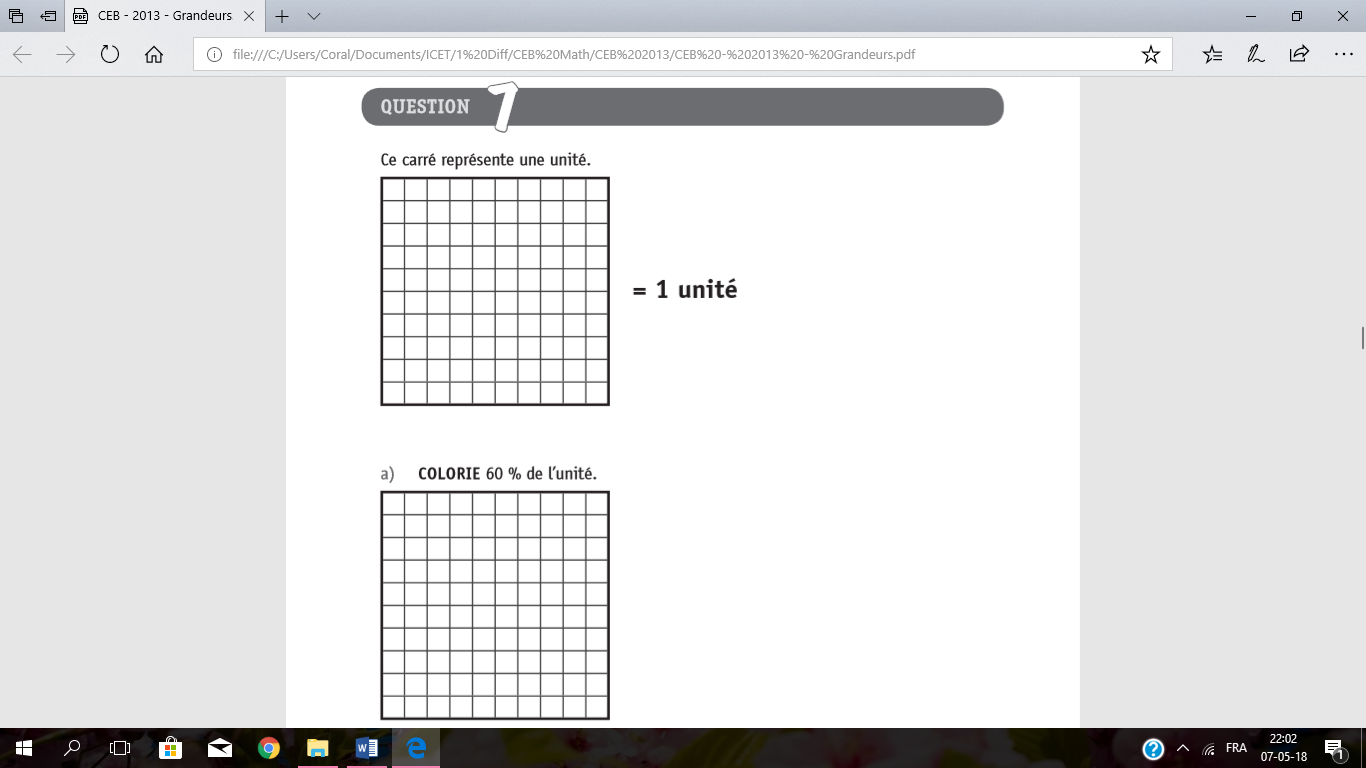 CEB - 2013 - Grandeurs
file:///C:/Users/Coral/Documents/ICET/1%20Diff/CEB%20Math/CEB%202013/CEB%20-%202013%20-%20Grandeurs.pdf
QUESTION 1
Ce carré représente une unité.
= 1 unité
a) COLORIE 60 % de l'unité.
FRA
22:02
07-05-18
1